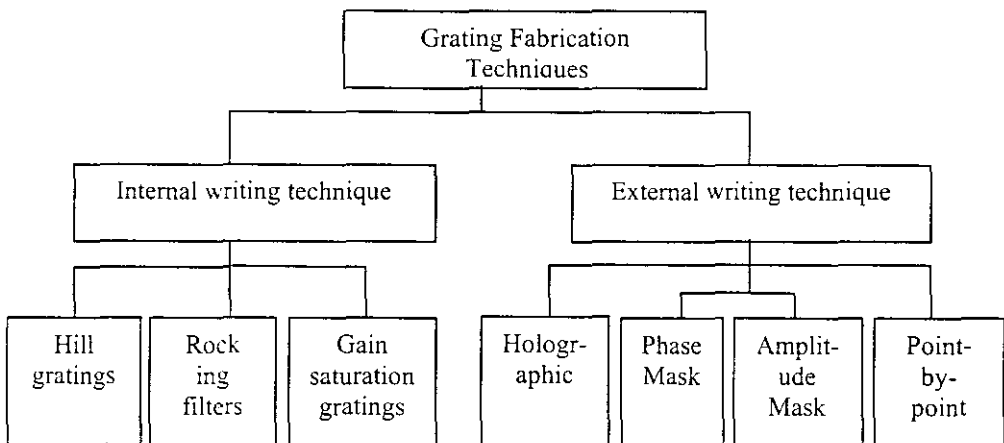 Grating Fabrication
Techniques
Internal writing technique
External writing technique
Hill
gratings
Rock
ing
filters
Gain
saturation
gratings
Hologr-
aphic
Phase
Mask
Amplit-
ude
Mask
Point-
by-
point